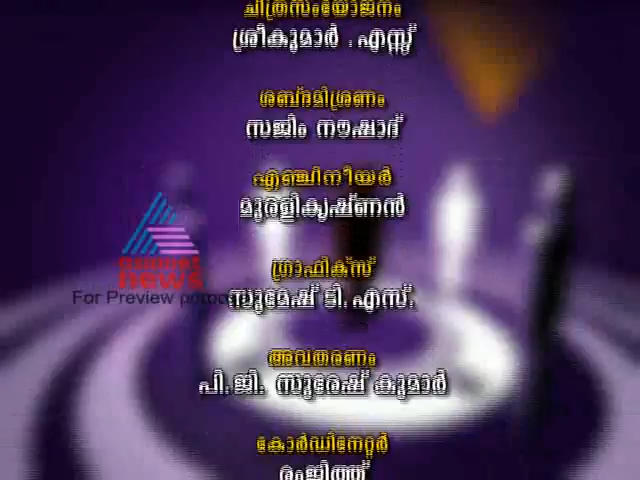 ചിത്രസംയോജനം
ശ്രീകുമാർ .എസ്സ്
ശബ്ദമിശ്രണം
സജിം നൗഷാദ്
എഞ്ചിനീയർ
മുരളികൃഷ്ണൻ
ഗ്രാഫിക്സ്
asianet
news
For Preview
സുമേഷ് ടി.എസ്.
അവതരണം
പി.ജി. സുരേഷ് കുമാർ
കോർഡിനേറ്റർ
രഞ്ജിത്ത്